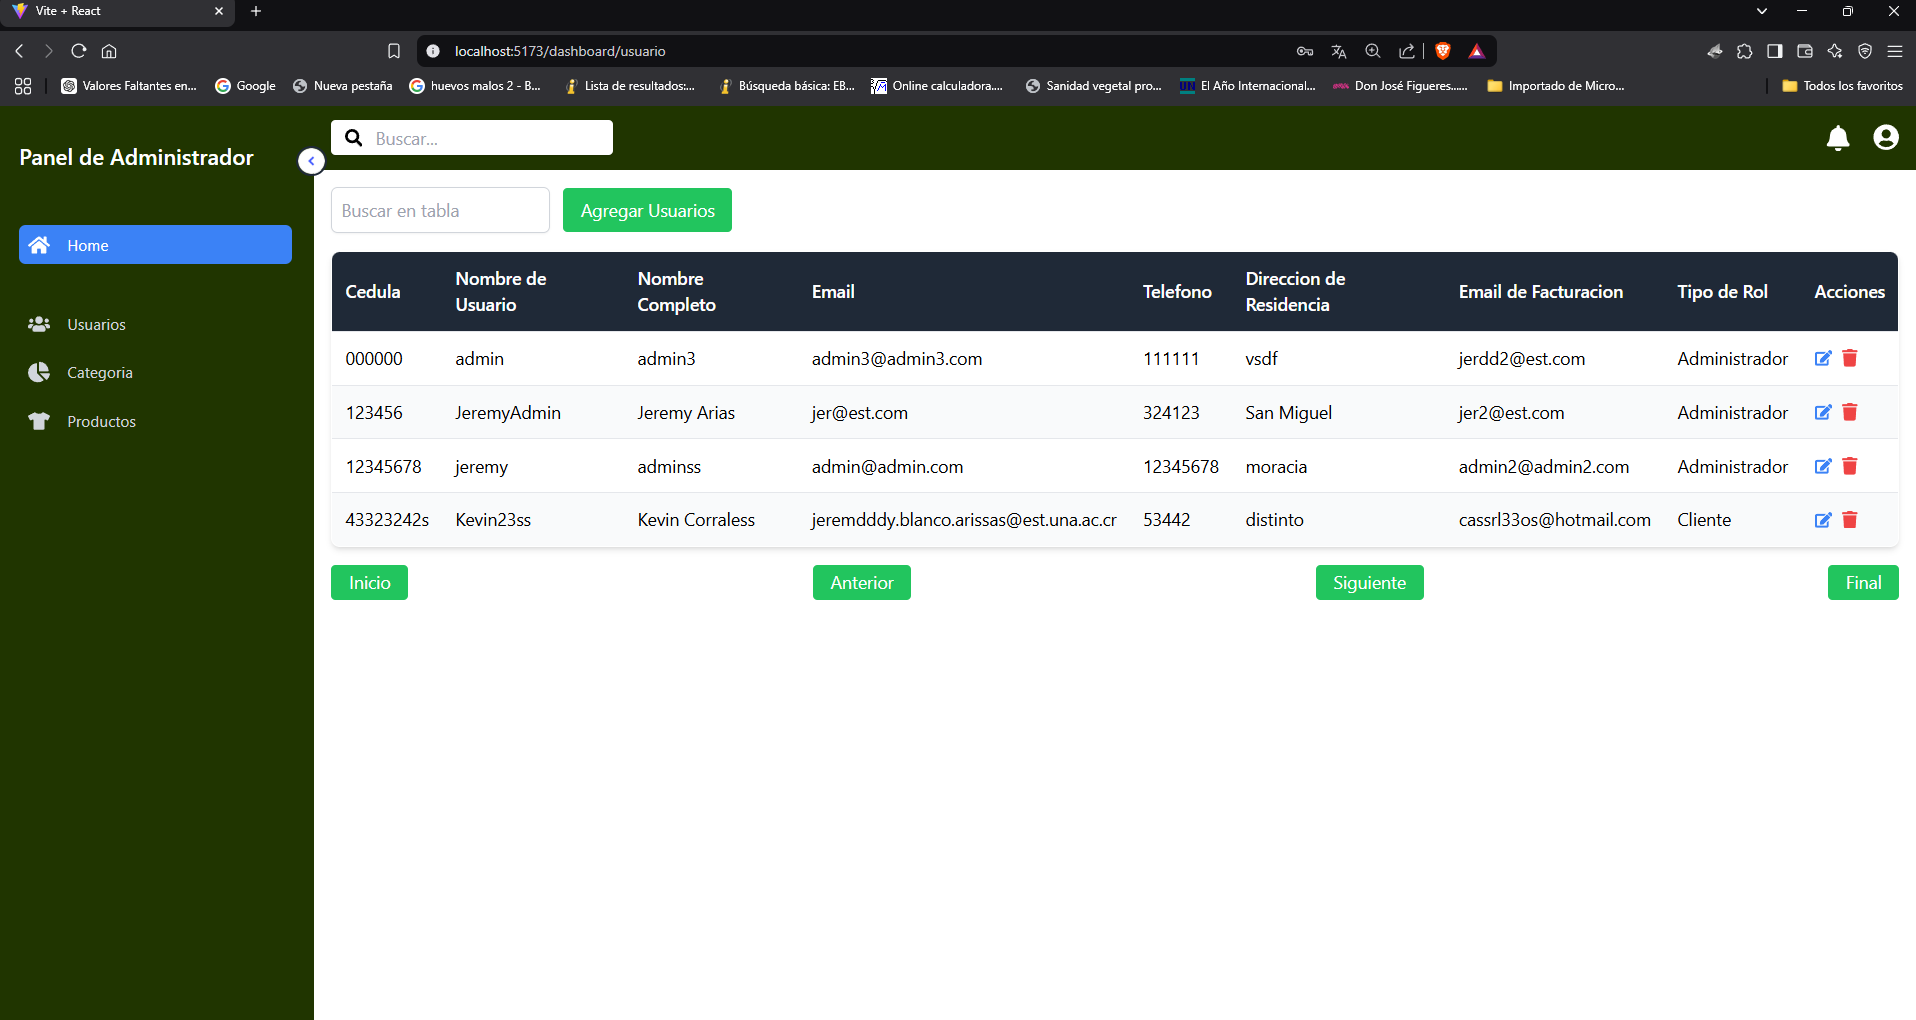 Vite + React
localhost:5173/dashboard/usuario
Valores Faltantes en...
Google
Nueva pestaña
huevos malos 2 - B...
Lista de resultados:...
Búsqueda básica: EB...
Online calculadora....
Sanidad vegetal pro...
El Año Internacional...
Don José Figueres......
Importado de Micro...
Todos los favoritos
Panel de Administrador
Home
Usuarios
Categoria
Productos
Buscar...
Buscar en tabla
Agregar Usuarios
Cedula
Nombre de
Usuario
Nombre
Completo
Email
Telefono
Direccion de
Residencia
Email de Facturacion
Tipo de Rol
Acciones
000000 admin admin3 admin3@admin3.com 111111 vsdf jerdd2@est.com Administrador
123456 JeremyAdmin Jeremy Arias jer@est.com 324123 San Miguel jer2@est.com Administrador
12345678 jeremy adminss admin@admin.com 12345678 moracia admin2@admin2.com Administrador
43323242s Kevin23ss Kevin Corraless jeremdddy.blanco.arissas@est.una.ac.cr 53442 distinto cassrl33os@hotmail.com Cliente
Inicio
Anterior
Siguiente
Final